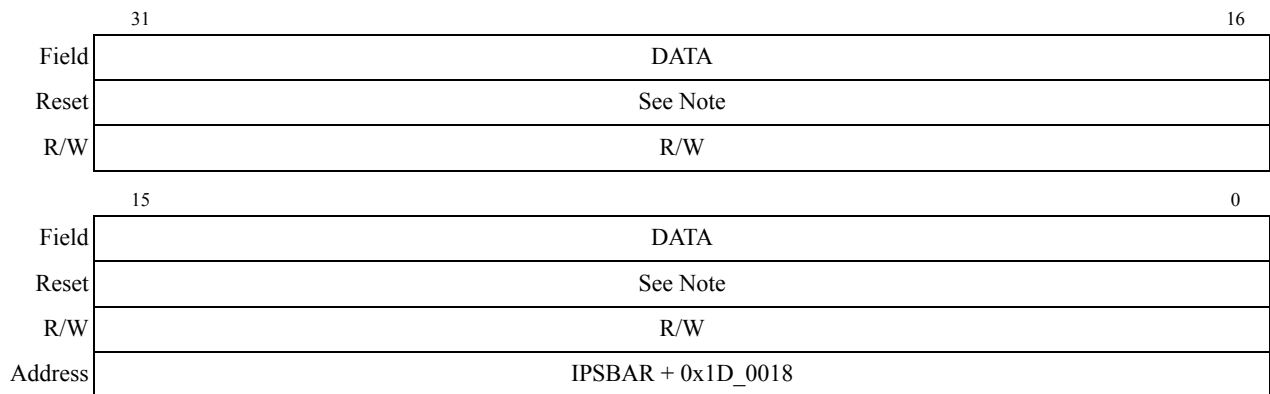 31 16
Field DATA
Reset See Note
R/W R/W
15 0
Field DATA
Reset See Note
R/W R/W
Address IPSBAR + 0x1D_0018